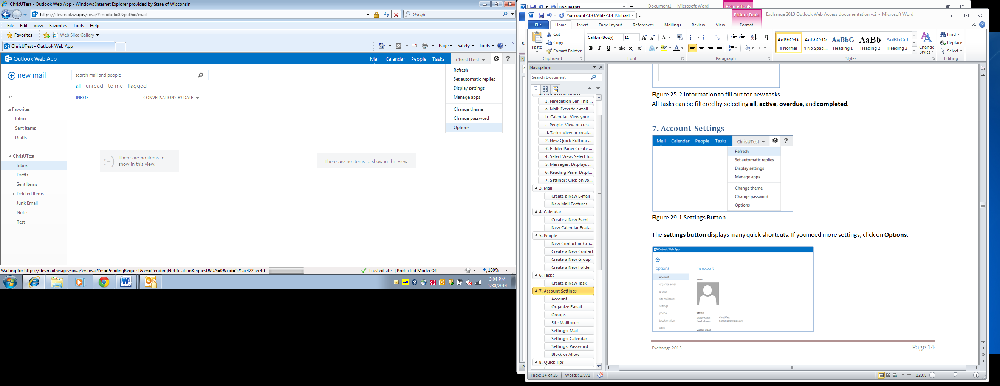 ChrisUTest - Outlook Web App - Windows Internet Explorer provided by State of Wisconsin
https://devmail.wi.gov/owa/#modurl=0&path=/mail
Google
File Edit View Favorites Tools Help
Favorites Web Slice Gallery
ChrisUTest - Outlook Web App
Page Safety Tools
Outlook Web App
Mail Calendar People Tasks ChrisUTest ?
new mail
search mail and people
all unread to me flagged
INBOX CONVERSATIONS BY DATE
Favorites
Inbox
Sent Items
Drafts
ChrisUTest
Inbox
Drafts
Sent Items
Deleted Items
Junk Email
Notes
Test
:-)
There are no items to
show in this view.
There are no items to show in this view.
Refresh
Set automatic replies
Display settings
Manage apps
Change theme
Change password
Options
Waiting for https://devmail.wi.gov/owa/ev.owa2?ns=PendingRequest&ev=PendingNotificationRequest&UA=0&cid=521ac422-ec4d-
Trusted sites | Protected Mode: Off
100%
3:04 PM
5/30/2014
Document1
Document1 - Microsoft Word
Picture Tools
\\accounts\DOA\files\DET\Infrast
Picture Tools
Exchange 2013 Outlook Web Access documentation v.2 - Microsoft Word
File Home Insert Page Layout References Mailings Review View Format
Paste
Cut
Copy
Format Painter
Clipboard
Calibri (Body) 11
Font
Paragraph
AaBbCcDc AaBbCcDc AaBbC AaBb AaBbCcI
¶ Normal ¶ No Spaci... Heading 1 Heading 2 Heading 3
Change
Styles
Styles
Find
Replace
Select
Editing
Navigation
Search Document
1. Navigation Bar: This ...
a. Mail: Execute e-mail ...
b. Calendar: View your...
c. People: View or crea...
d. Tasks: View or creat...
2. New Quick Button: ...
3. Folder Pane: Create ...
4. Select View: Select h...
5. Messages: Displays ...
6. Reading Pane: Displ...
7. Settings: Click on yo...
3. Mail
Create a New E-mail
New Mail Features
4. Calendar
Create a New Event
New Calendar Feat...
5. People
New Contact or Gro...
Create a New Contact
Create a New Group
Create a New Folder
6. Tasks
Create a New Task
7. Account Settings
Account
Organize E-mail
Groups
Site Mailboxes
Settings: Mail
Settings: Calendar
Settings: Password
Block or Allow
8. Quick Tips
Figure 25.2 Information to fill out for new tasks
All tasks can be filtered by selecting all, active, overdue, and completed.
7. Account Settings
Mail Calendar People Tasks ChrisUTest ?
Refresh
Set automatic replies
Display settings
Manage apps
Change theme
Change password
Options
Figure 29.1 Settings Button
The settings button displays many quick shortcuts. If you need more settings, click on Options.
Outlook Web App
options
account
organize email
groups
site mailboxes
settings
phone
block or allow
apps
my account
Photo
General
Display name: ChrisUTest
Email address: ChrisUTest@wistate.dev
Mailbox Usage
Exchange 2013
Page 14
Page: 14 of 28 Words: 2,971
120%